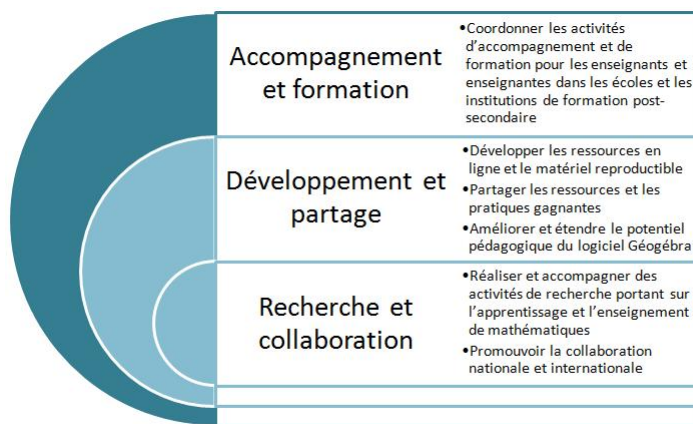 Accompagnement
et formation
•Coordonner les activités
d’accompagnement et de
formation pour les enseignants et
enseignantes dans les écoles et les
institutions de formation post-
secondaire
Développement et
partage
•Développer les ressources en
ligne et le matériel reproductible
•Partager les ressources et les
pratiques gagnantes
•Améliorer et étendre le potentiel
pédagogique du logiciel Géogébra
Recherche et
collaboration
•Réaliser et accompagner des
activités de recherche portant sur
l’apprentissage et l’enseignement
de mathématiques
•Promouvoir la collaboration
nationale et internationale